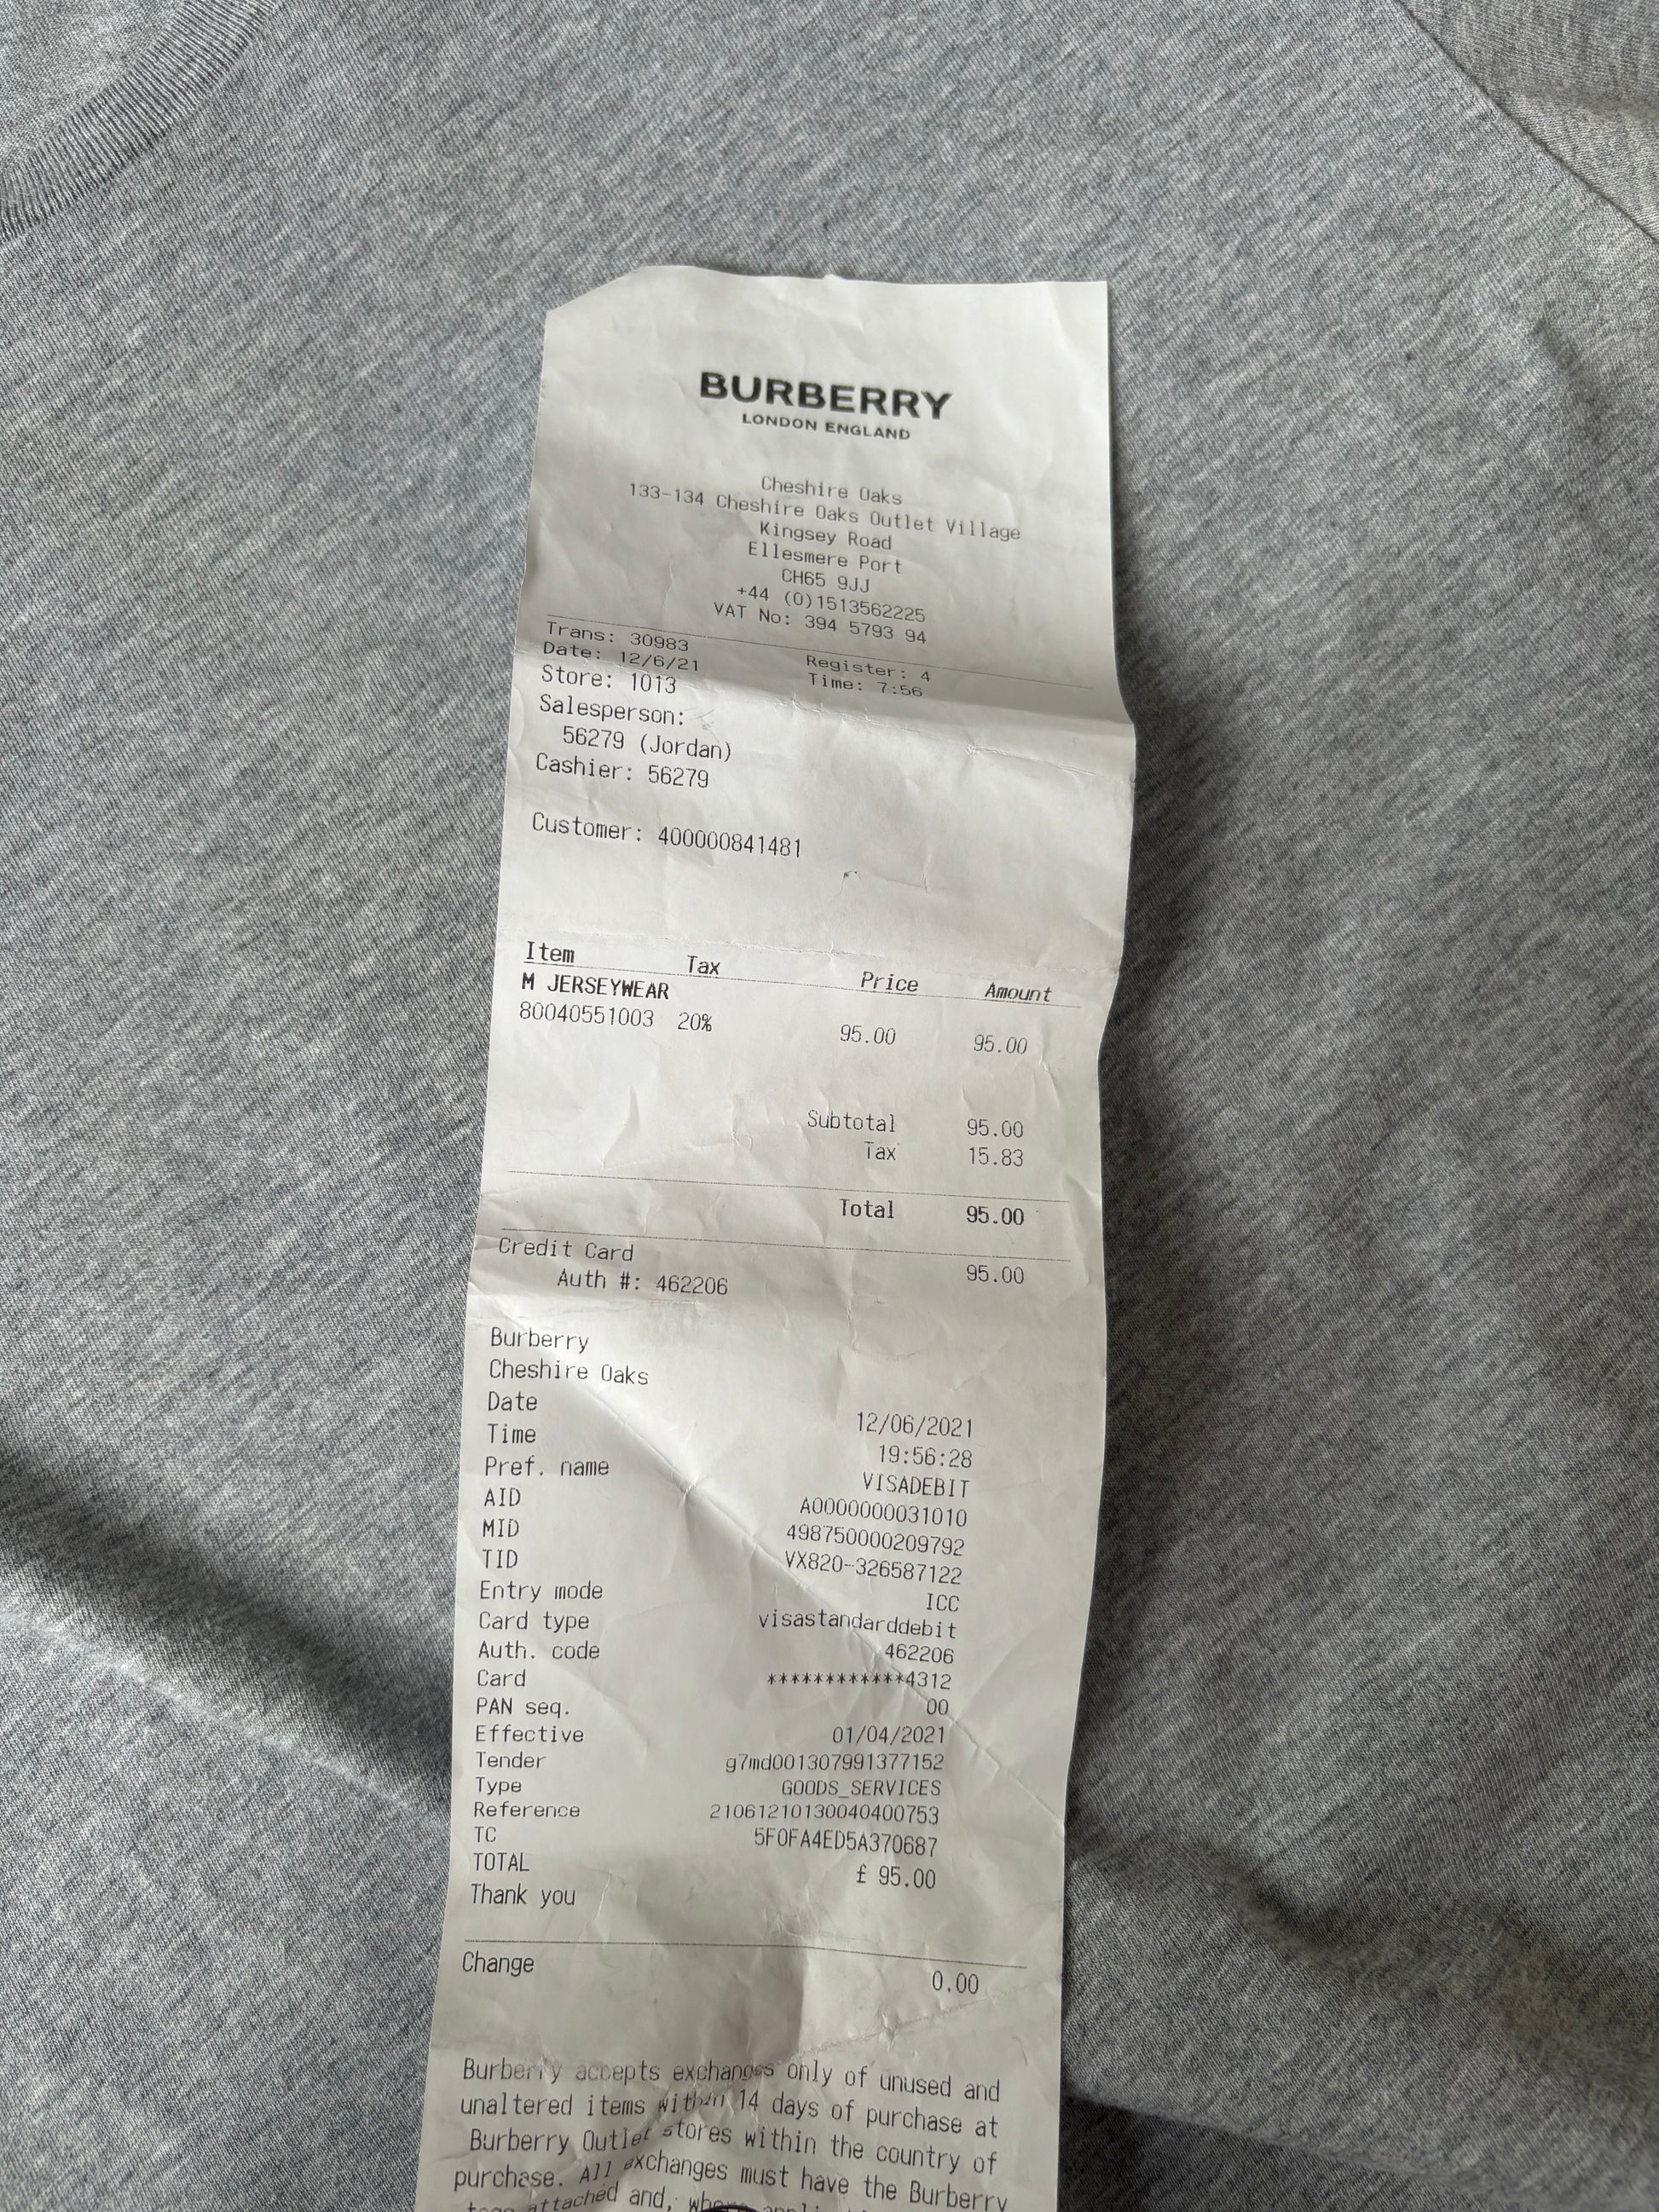 BURBERRY
LONDON ENGLAND
Cheshire Oaks
133-134 Cheshire Oaks Outlet Village
Kingsey Road
Ellesmere Port
CH65 9JJ
+44 (0)1513562225
VAT No: 394 5793 94
Trans: 30983 Register: 4
Date: 12/6/21 Time: 7:56
Store: 1013
Salesperson:
56279 (Jordan)
Cashier: 56279
Customer: 400000841481
Item Tax Price Amount
M JERSEYWEAR
80040551003 20% 95.00 95.00
Subtotal 95.00
Tax 15.83
Total 95.00
Credit Card 95.00
Auth #: 462206
Burberry
Cheshire Oaks
Date 12/06/2021
Time 19:56:28
Pref. name VISADEBIT
AID A0000000031010
MID 498750000209792
TID VX820-326587122
Entry mode ICC
Card type visastandarddebit
Auth. code 462206
Card ************4312
PAN seq. 00
Effective 01/04/2021
Tender g7md001307991377152
Type GOODS_SERVICES
Reference 21061210130040400753
TC 5F0FA4ED5A370687
TOTAL £ 95.00
Thank you
Change 0.00
Burberry accepts exchanges only of unused and
unaltered items within 14 days of purchase at
Burberry Outlet stores within the country of
purchase. All exchanges must have the Burberry
tags attached and, where